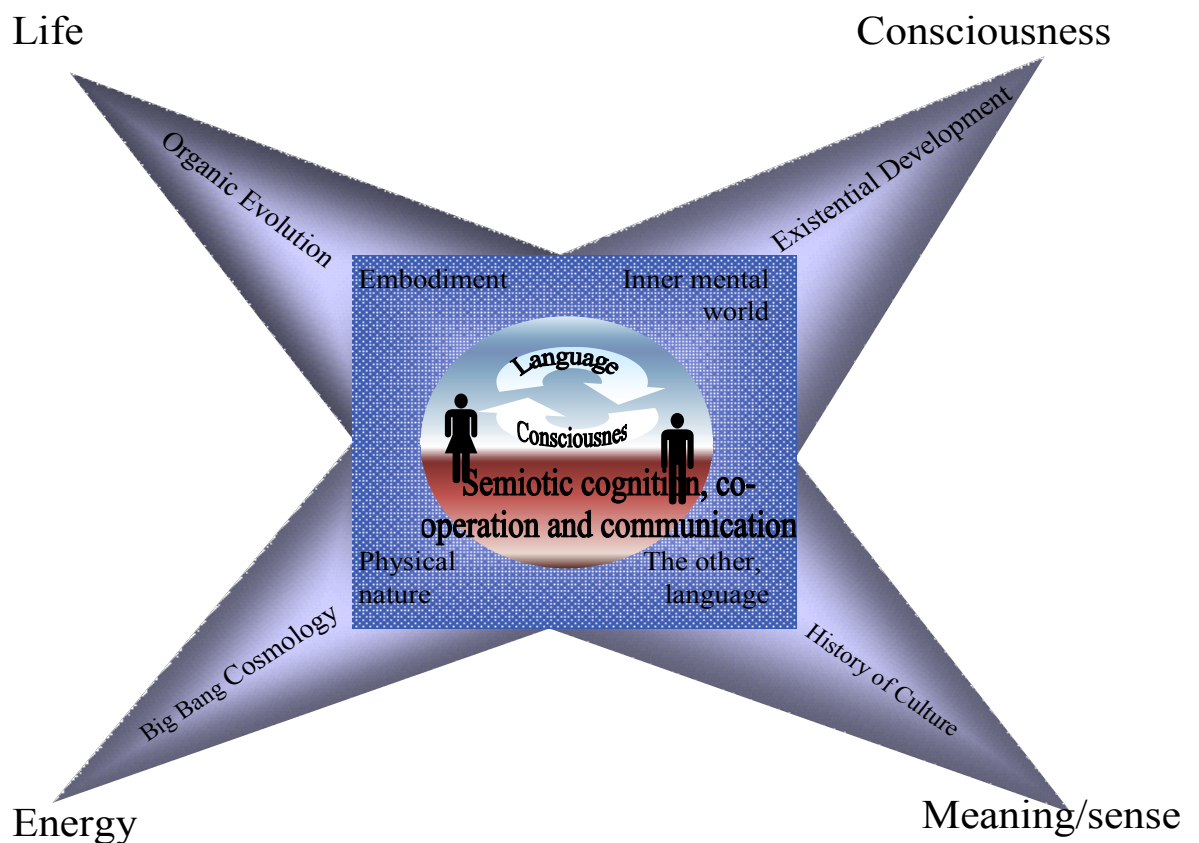 Life
Consciousness
Organic Evolution
Existential Development
Embodiment
Inner mental
world
Language
Consciousnes
Semiotic cognition, co-
operation and communication
Physical
nature
The other,
language
Big Bang Cosmology
History of Culture
Energy
Meaning/sense